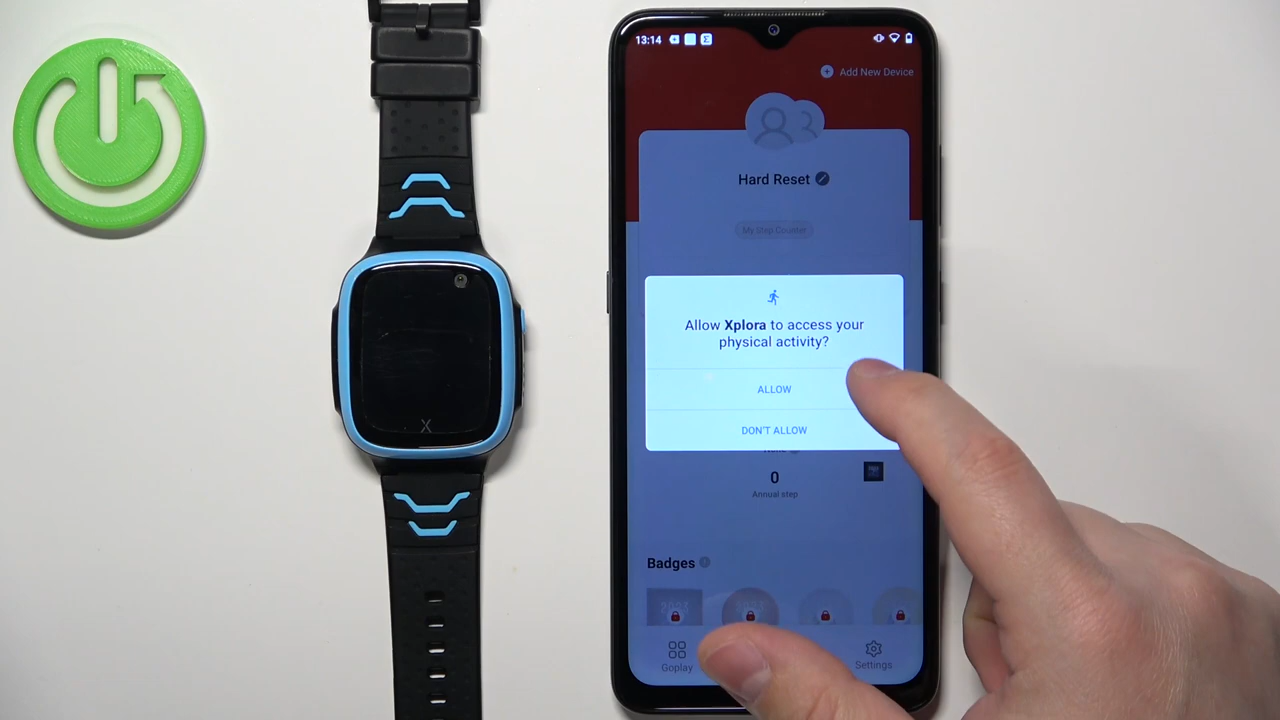 13:14
Add New Device
Hard Reset
My Step Counter
Allow Xplora to access your
physical activity?
ALLOW
DON'T ALLOW
0
Annual step
Badges
Goplay
Settings
X